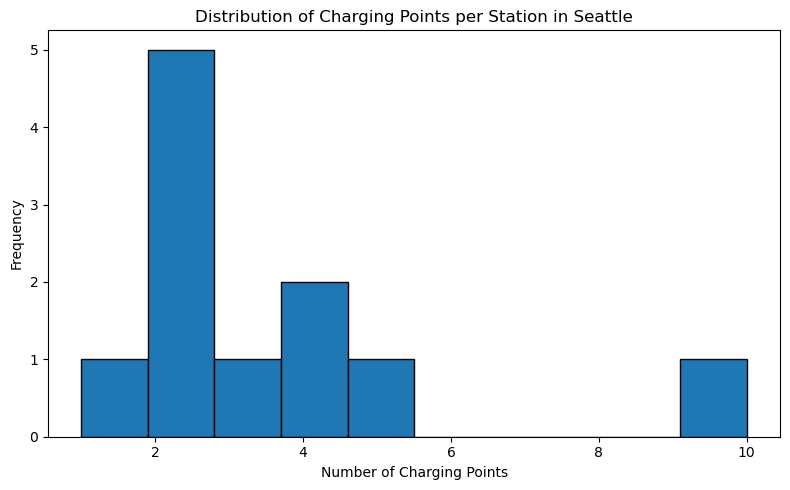 Distribution of Charging Points per Station in Seattle
5
4
3
2
1
0
Frequency
2 4 6 8 10
Number of Charging Points